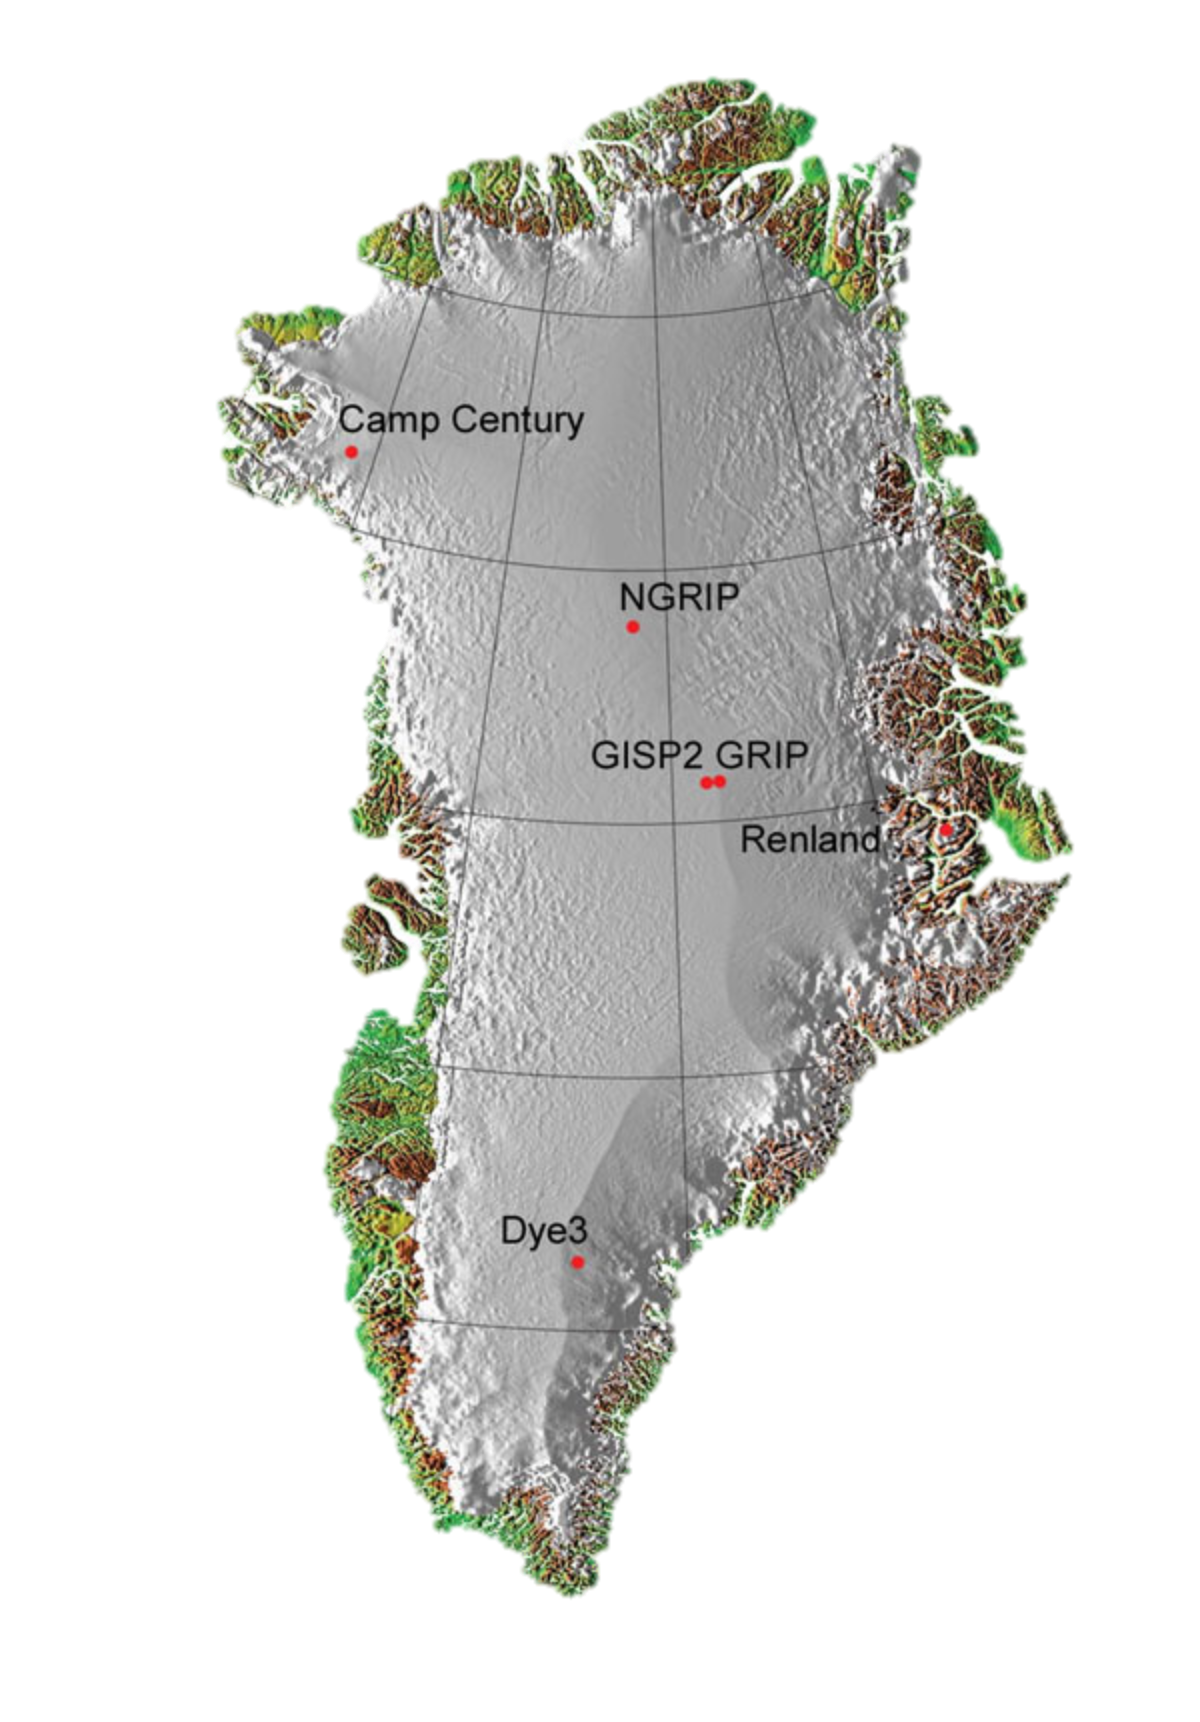 Camp Century
NGRIP
GISP2 GRIP
Renland
Dye3